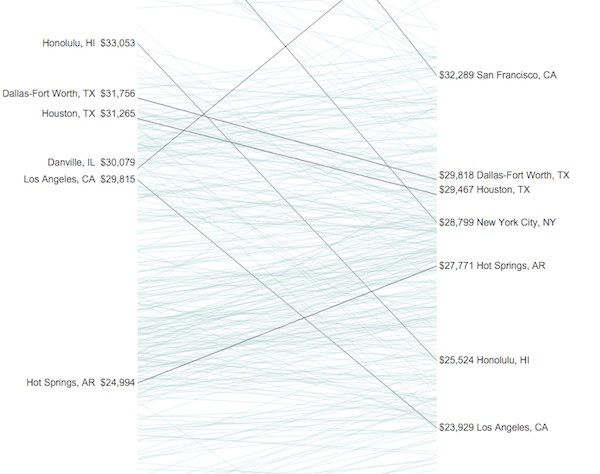 Honolulu, HI $33,053
Dallas-Fort Worth, TX $31,756
Houston, TX $31,265
Danville, IL $30,079
Los Angeles, CA $29,815
Hot Springs, AR $24,994
$32,289 San Francisco, CA
$29,818 Dallas-Fort Worth, TX
$29,467 Houston, TX
$28,799 New York City, NY
$27,771 Hot Springs, AR
$25,524 Honolulu, HI
$23,929 Los Angeles, CA